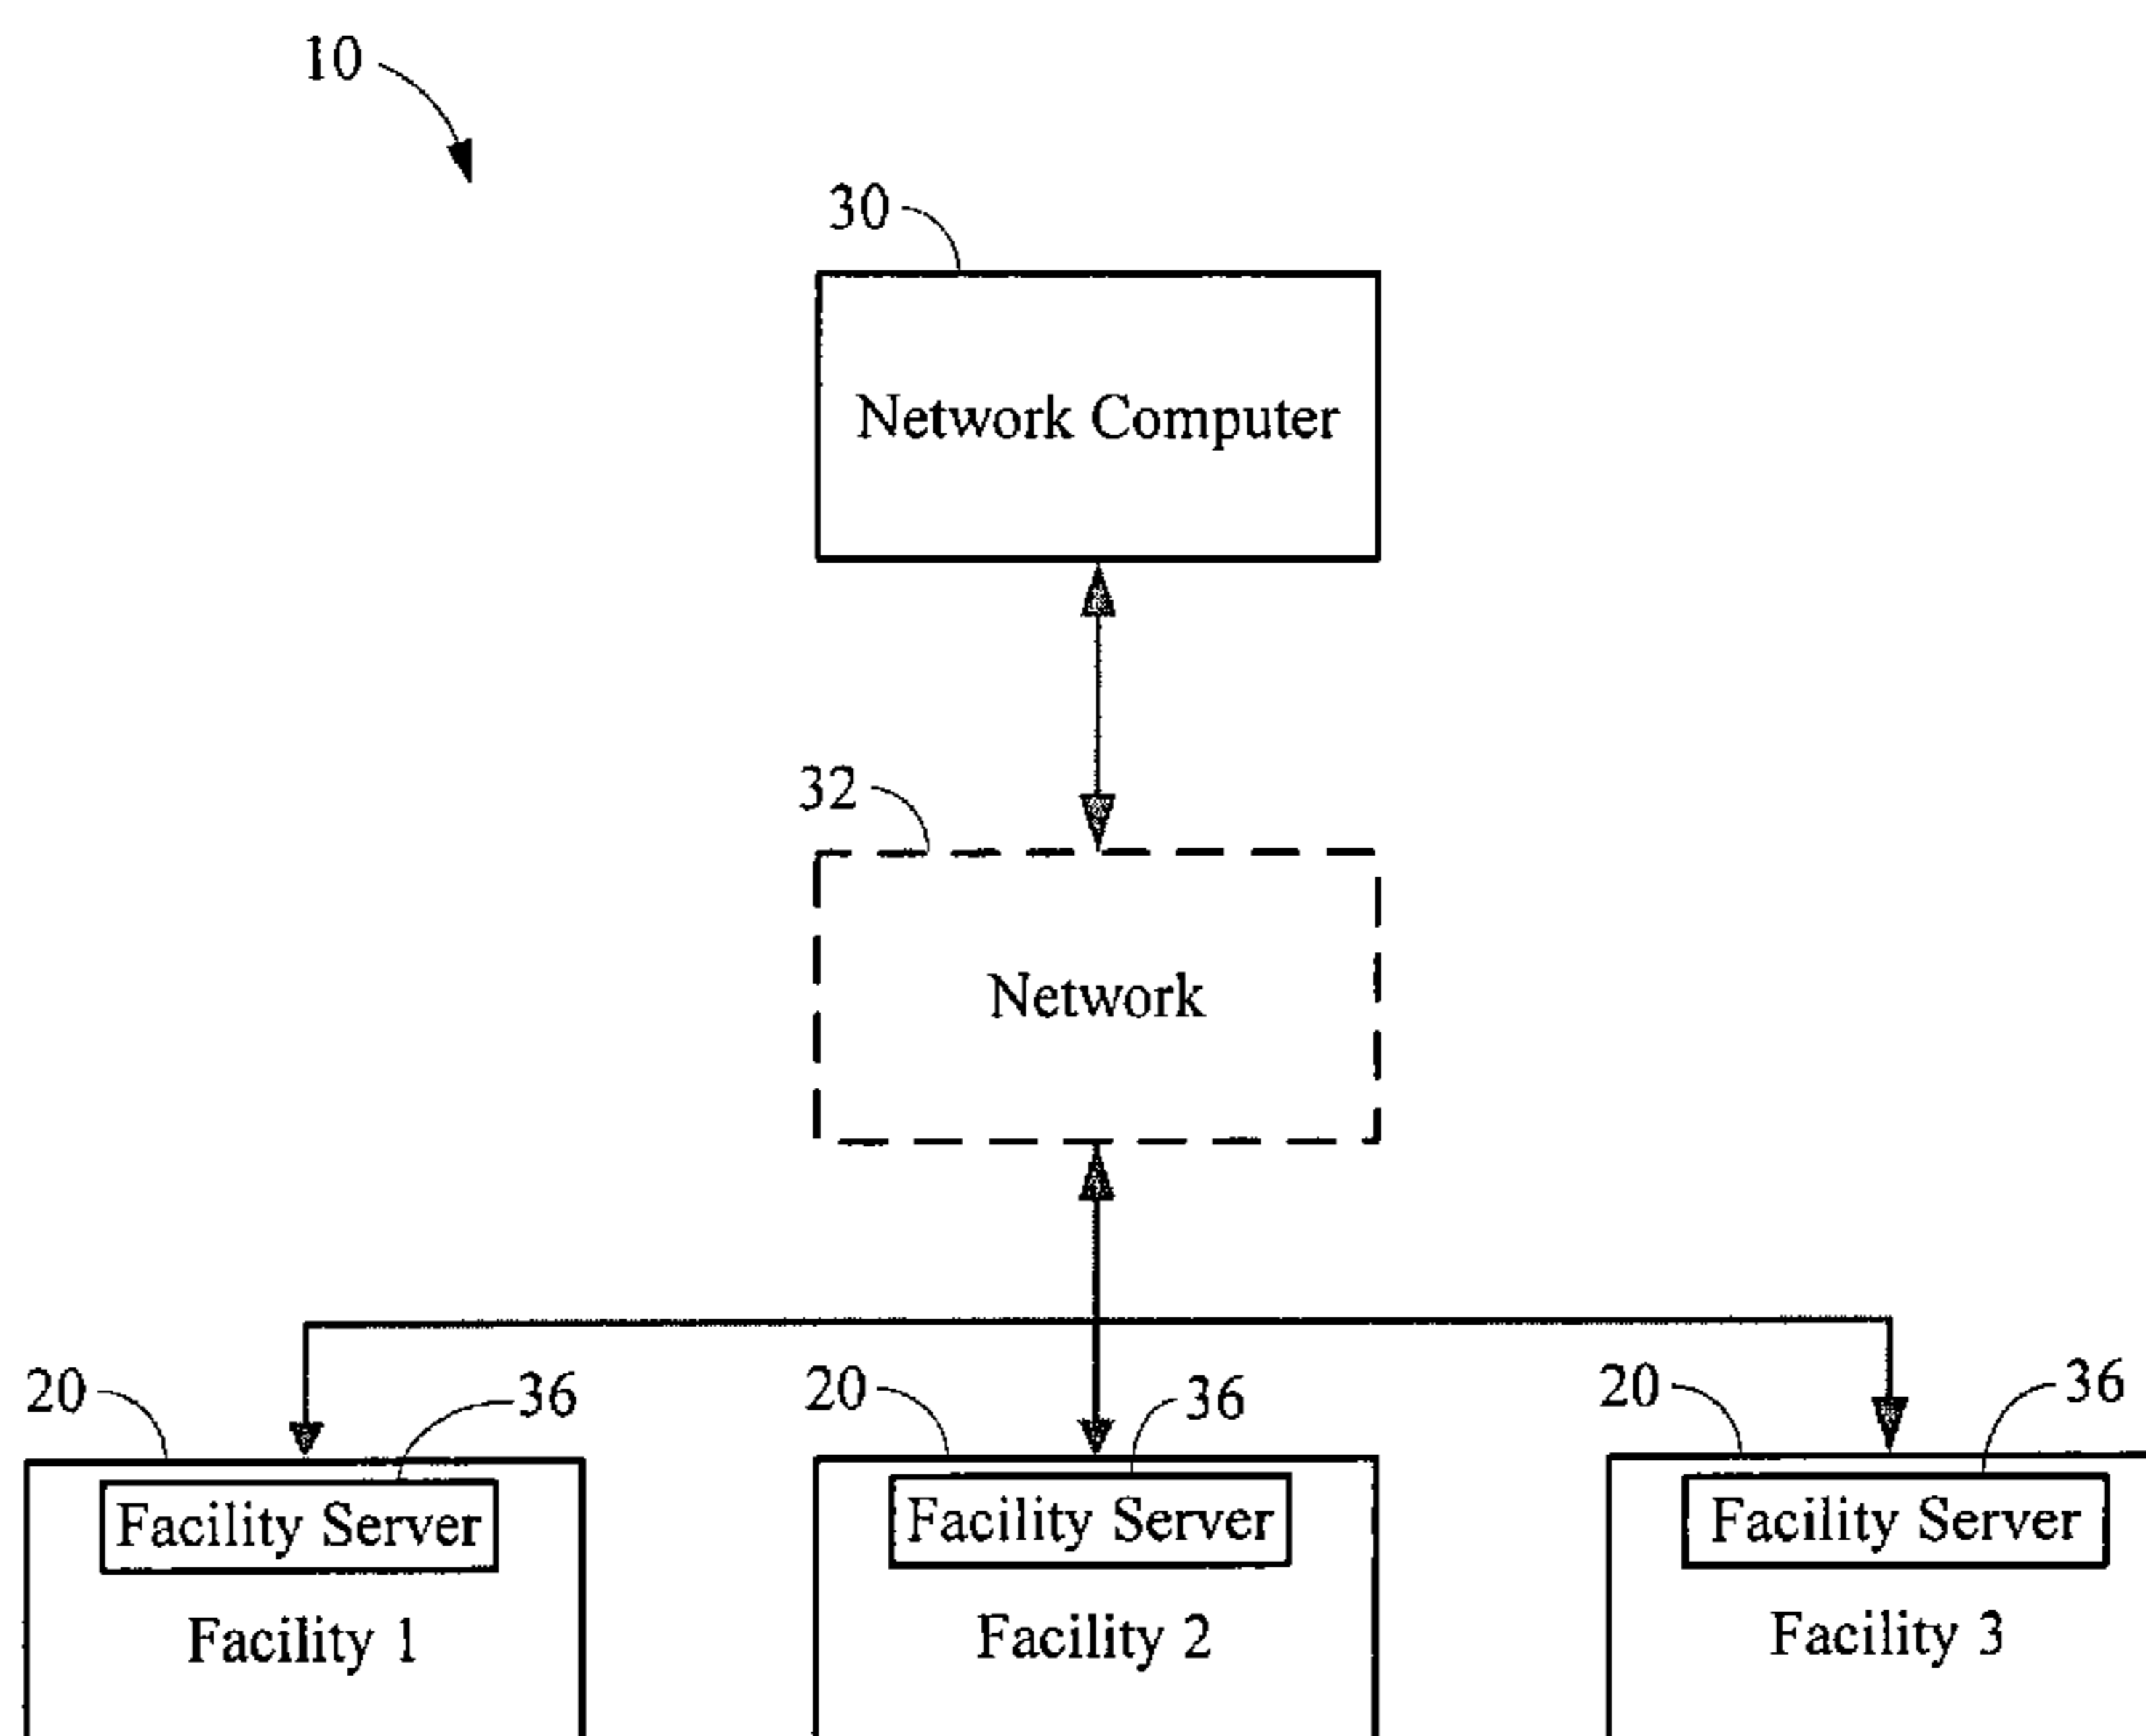 10
30
Network Computer
32
Network
20 36 20 36 20 36
Facility Server Facility Server Facility Server
Facility 1 Facility 2 Facility 3